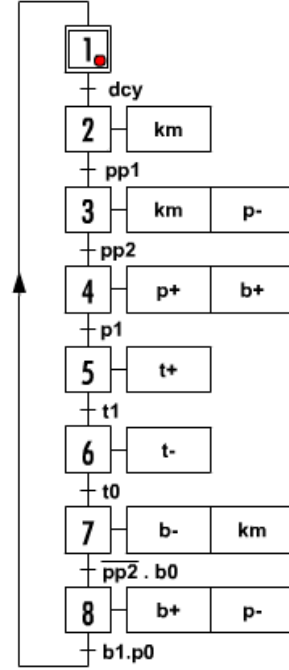 1
dcy
2 km
pp1
3 km p-
pp2
4 p+ b+
p1
5 t+
t1
6 t-
t0
7 b- km
p̅p̅2̅ . b0
8 b+ p-
b1.p0